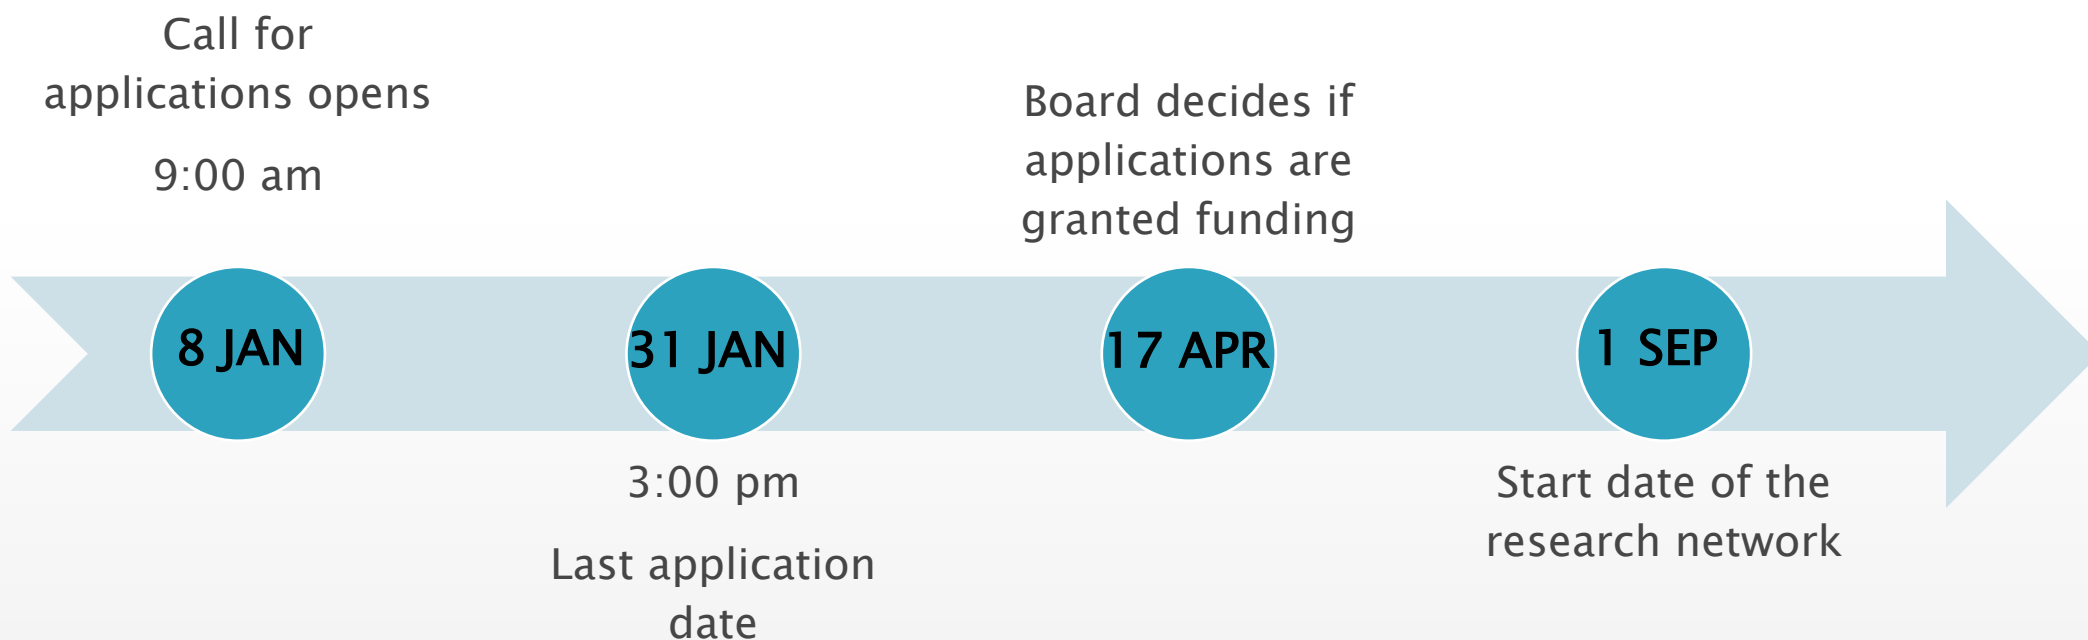 Call for
applications opens
9:00 am
8 JAN
31 JAN
3:00 pm
Last application
date
Board decides if
applications are
granted funding
17 APR
1 SEP
Start date of the
research network